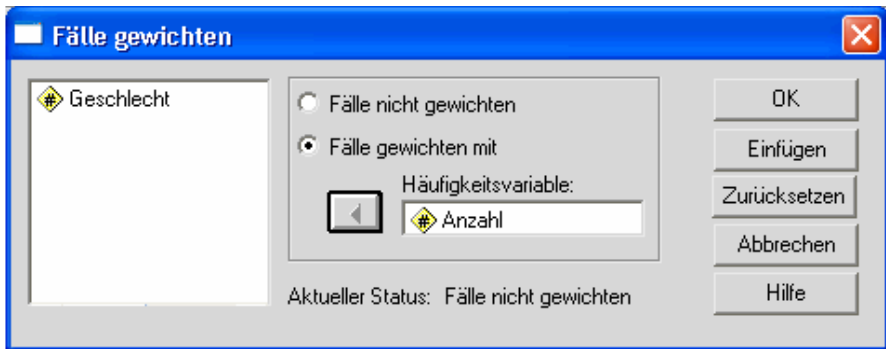 Fälle gewichten
# Geschlecht
Fälle nicht gewichten
Fälle gewichten mit
Häufigkeitsvariable:
# Anzahl
Aktueller Status: Fälle nicht gewichten
OK
Einfügen
Zurücksetzen
Abbrechen
Hilfe